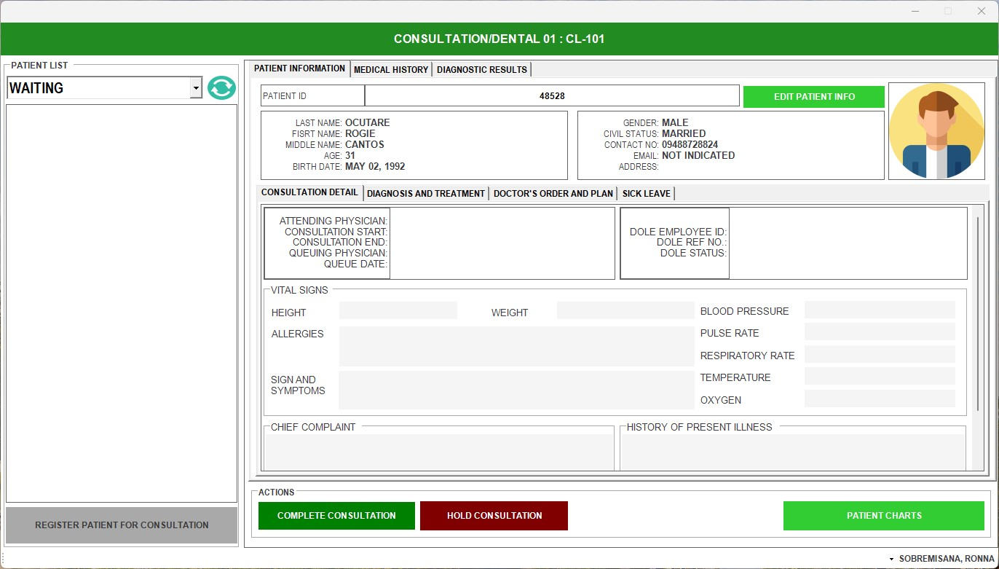 CONSULTATION/DENTAL 01 : CL-101
PATIENT LIST
WAITING
REGISTER PATIENT FOR CONSULTATION
PATIENT INFORMATION
MEDICAL HISTORY
DIAGNOSTIC RESULTS
PATIENT ID
48528
EDIT PATIENT INFO
LAST NAME: OCUTARE
FISRT NAME: ROGIE
MIDDLE NAME: CANTOS
AGE: 31
BIRTH DATE: MAY 02, 1992
GENDER: MALE
CIVIL STATUS: MARRIED
CONTACT NO: 09488728824
EMAIL: NOT INDICATED
ADDRESS:
CONSULTATION DETAIL
DIAGNOSIS AND TREATMENT
DOCTOR'S ORDER AND PLAN
SICK LEAVE
ATTENDING PHYSICIAN:
CONSULTATION START:
CONSULTATION END:
QUEUING PHYSICIAN:
QUEUE DATE:
DOLE EMPLOYEE ID:
DOLE REF NO.:
DOLE STATUS:
VITAL SIGNS
HEIGHT
WEIGHT
ALLERGIES
SIGN AND
SYMPTOMS
BLOOD PRESSURE
PULSE RATE
RESPIRATORY RATE
TEMPERATURE
OXYGEN
CHIEF COMPLAINT
HISTORY OF PRESENT ILLNESS
ACTIONS
COMPLETE CONSULTATION
HOLD CONSULTATION
PATIENT CHARTS
SOBREMISANA, RONNA